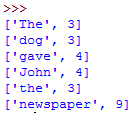 >>>
['The', 3]
['dog', 3]
['gave', 4]
['John', 4]
['the', 3]
['newspaper', 9]